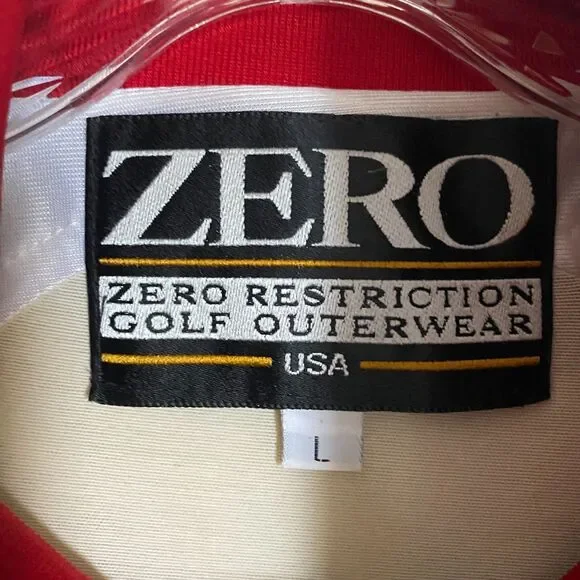 ZERO
ZERO RESTRICTION
GOLF OUTERWEAR
USA
L